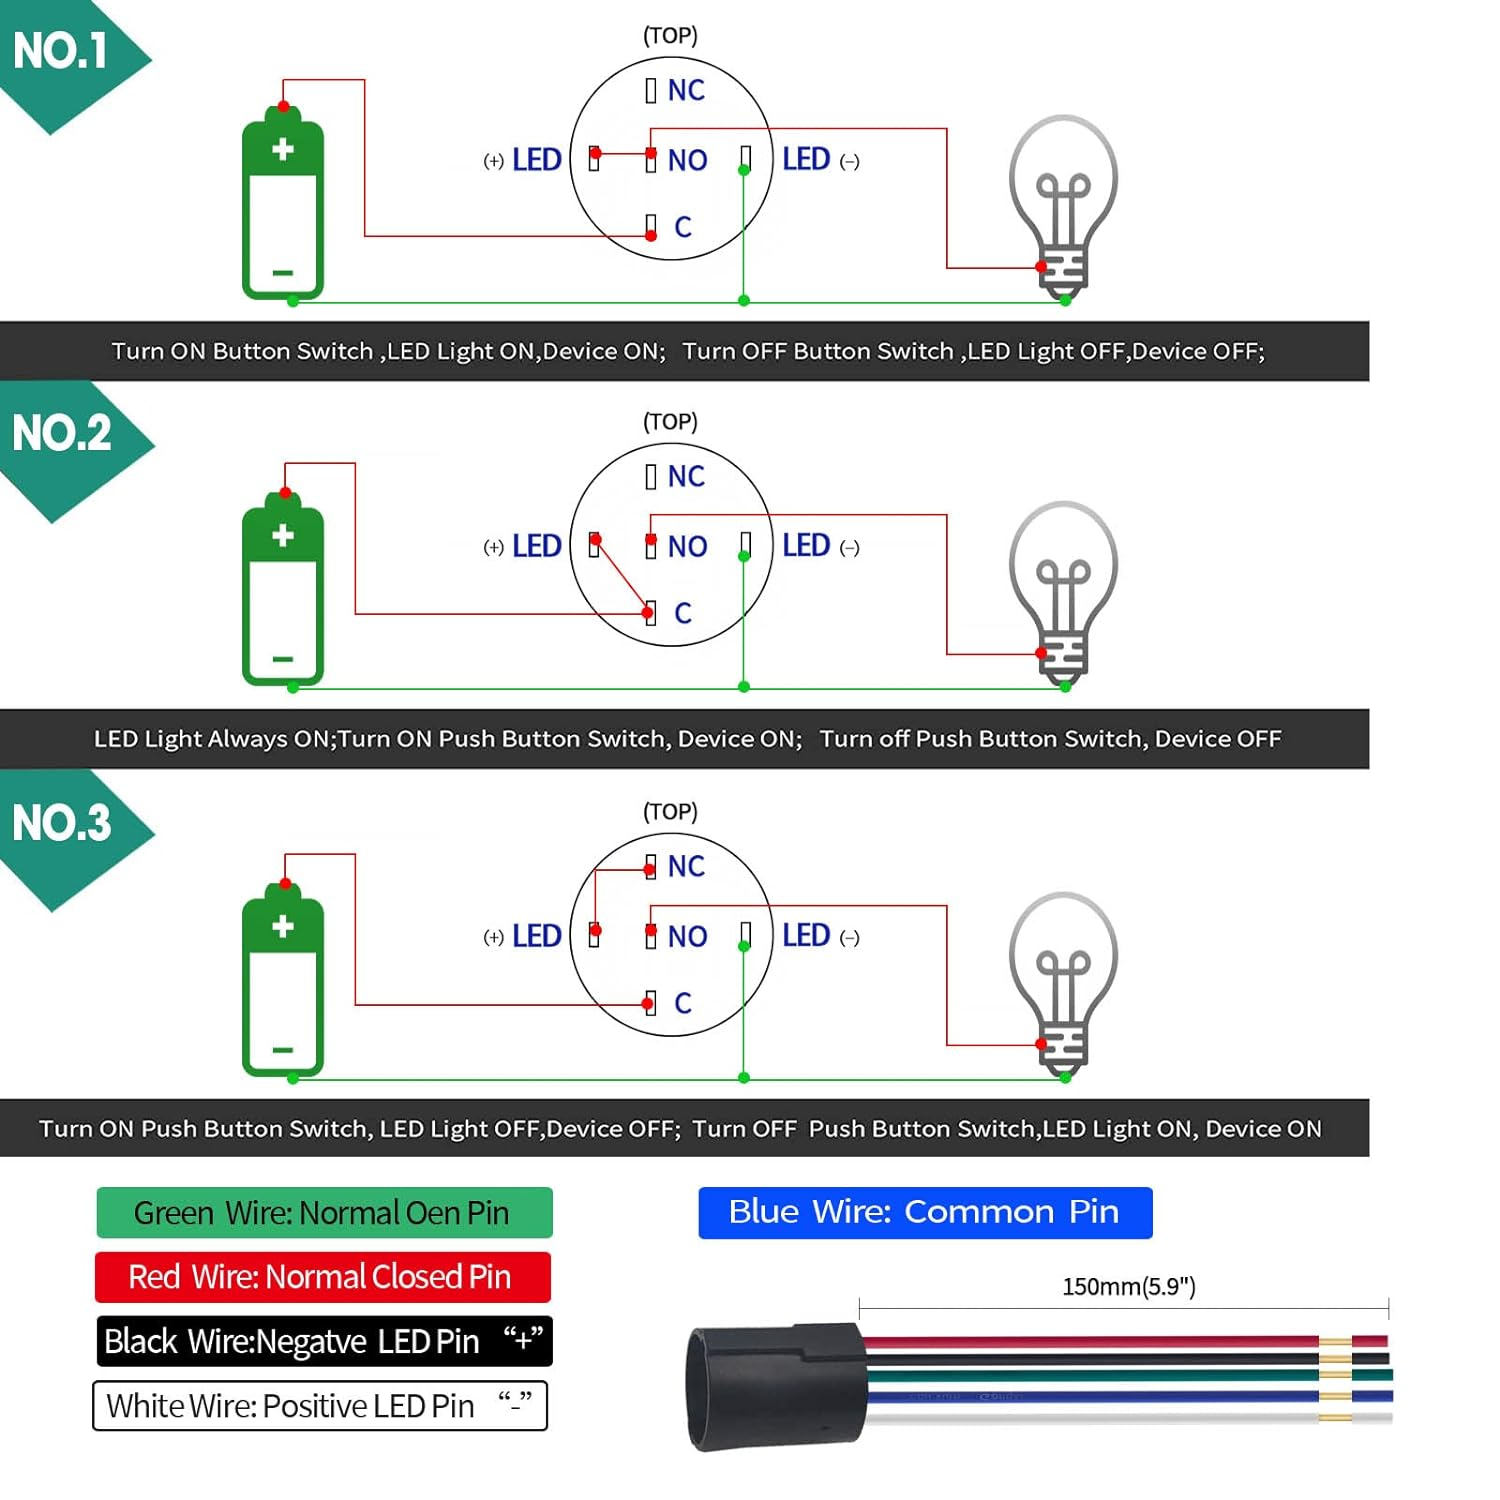 NO.1
(TOP)
NC
(+) LED
NO
LED (-)
C
+
-
Turn ON Button Switch ,LED Light ON,Device ON; Turn OFF Button Switch ,LED Light OFF,Device OFF;
NO.2
(TOP)
NC
(+) LED
NO
LED (-)
C
+
-
LED Light Always ON;Turn ON Push Button Switch, Device ON; Turn off Push Button Switch, Device OFF
NO.3
(TOP)
NC
(+) LED
NO
LED (-)
C
+
-
Turn ON Push Button Switch, LED Light OFF,Device OFF; Turn OFF Push Button Switch,LED Light ON, Device ON
Green Wire: Normal Oen Pin
Red Wire: Normal Closed Pin
Black Wire:Negatve LED Pin “+”
White Wire: Positive LED Pin “-”
Blue Wire: Common Pin
150mm(5.9")